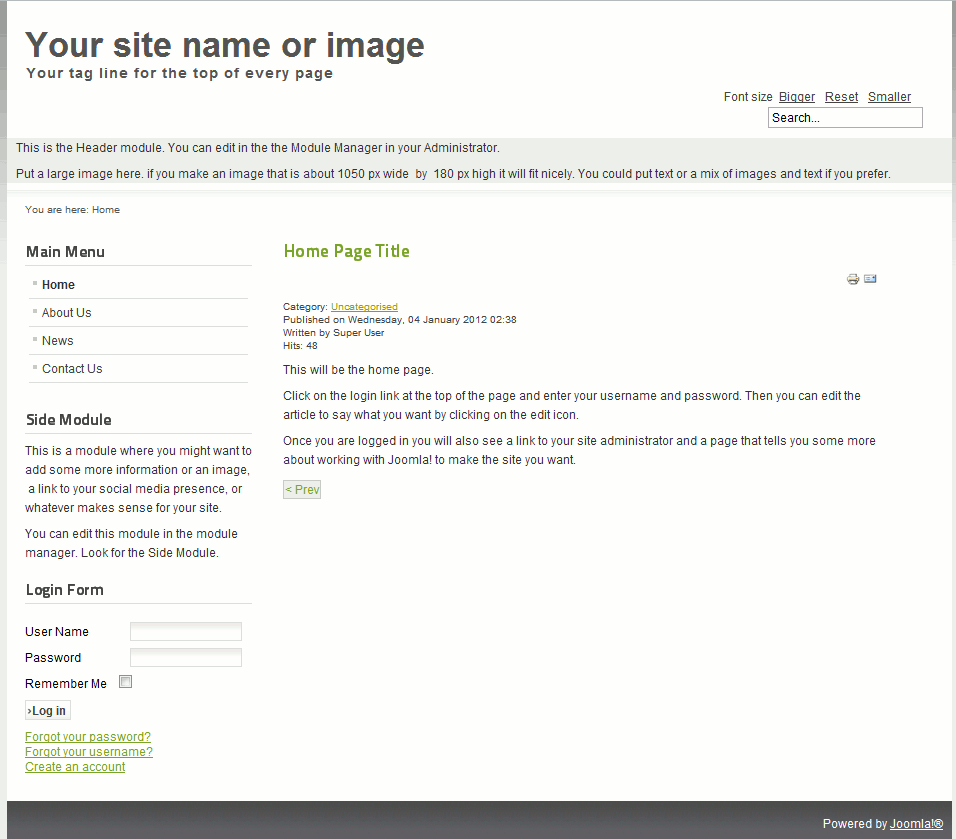 Your site name or image
Your tag line for the top of every page
Font size Bigger Reset Smaller
Search...
This is the Header module. You can edit in the the Module Manager in your Administrator.
Put a large image here. if you make an image that is about 1050 px wide  by  180 px high it will fit nicely. You could put text or a mix of images and text if you prefer.
You are here: Home
Main Menu
Home
About Us
News
Contact Us
Side Module
This is a module where you might want to
add some more information or an image,
a link to your social media presence, or
whatever makes sense for your site.
You can edit this module in the module
manager. Look for the Side Module.
Login Form
User Name
Password
Remember Me
›Log in
Forgot your password?
Forgot your username?
Create an account
Home Page Title
Category: Uncategorised
Published on Wednesday, 04 January 2012 02:38
Written by Super User
Hits: 48
This will be the home page.
Click on the login link at the top of the page and enter your username and password. Then you can edit the
article to say what you want by clicking on the edit icon.
Once you are logged in you will also see a link to your site administrator and a page that tells you some more
about working with Joomla! to make the site you want.
< Prev
Powered by Joomla!®